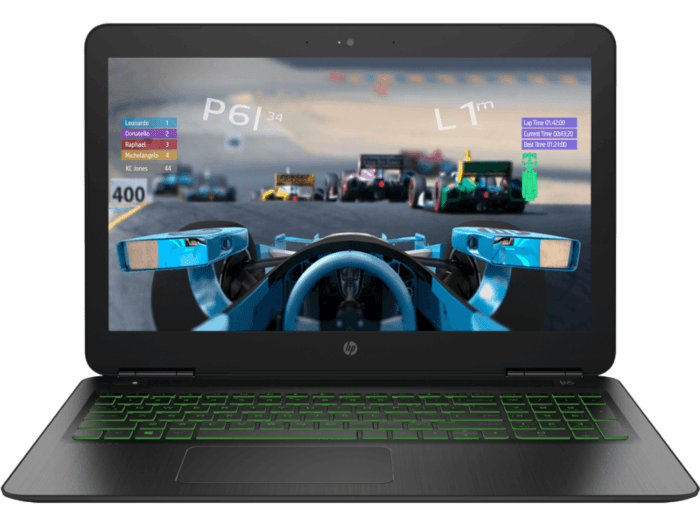 P6/34
L1m
Leonardo 1
Donatello 2
Raphael 3
Michelangelo 8
KC Jones 44
Lap Time 01:42:00
Current Time 00:43:20
Best Time 01:21:00
400
hp